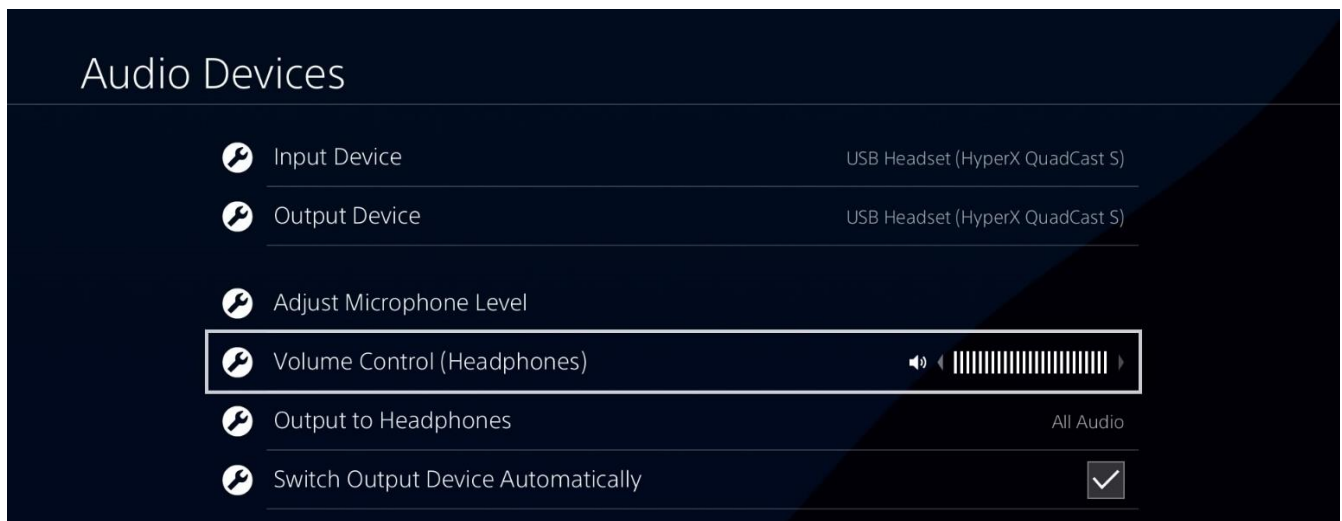 Audio Devices
Input Device USB Headset (HyperX QuadCast S)
Output Device USB Headset (HyperX QuadCast S)
Adjust Microphone Level
Volume Control (Headphones)
Output to Headphones All Audio
Switch Output Device Automatically